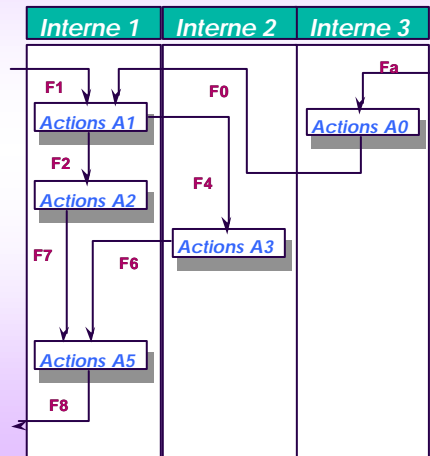 Interne 1 Interne 2 Interne 3
Fa
F1 F0
Actions A1 Actions A0
F2
F4
Actions A2
F7 F6 Actions A3
Actions A5
F8